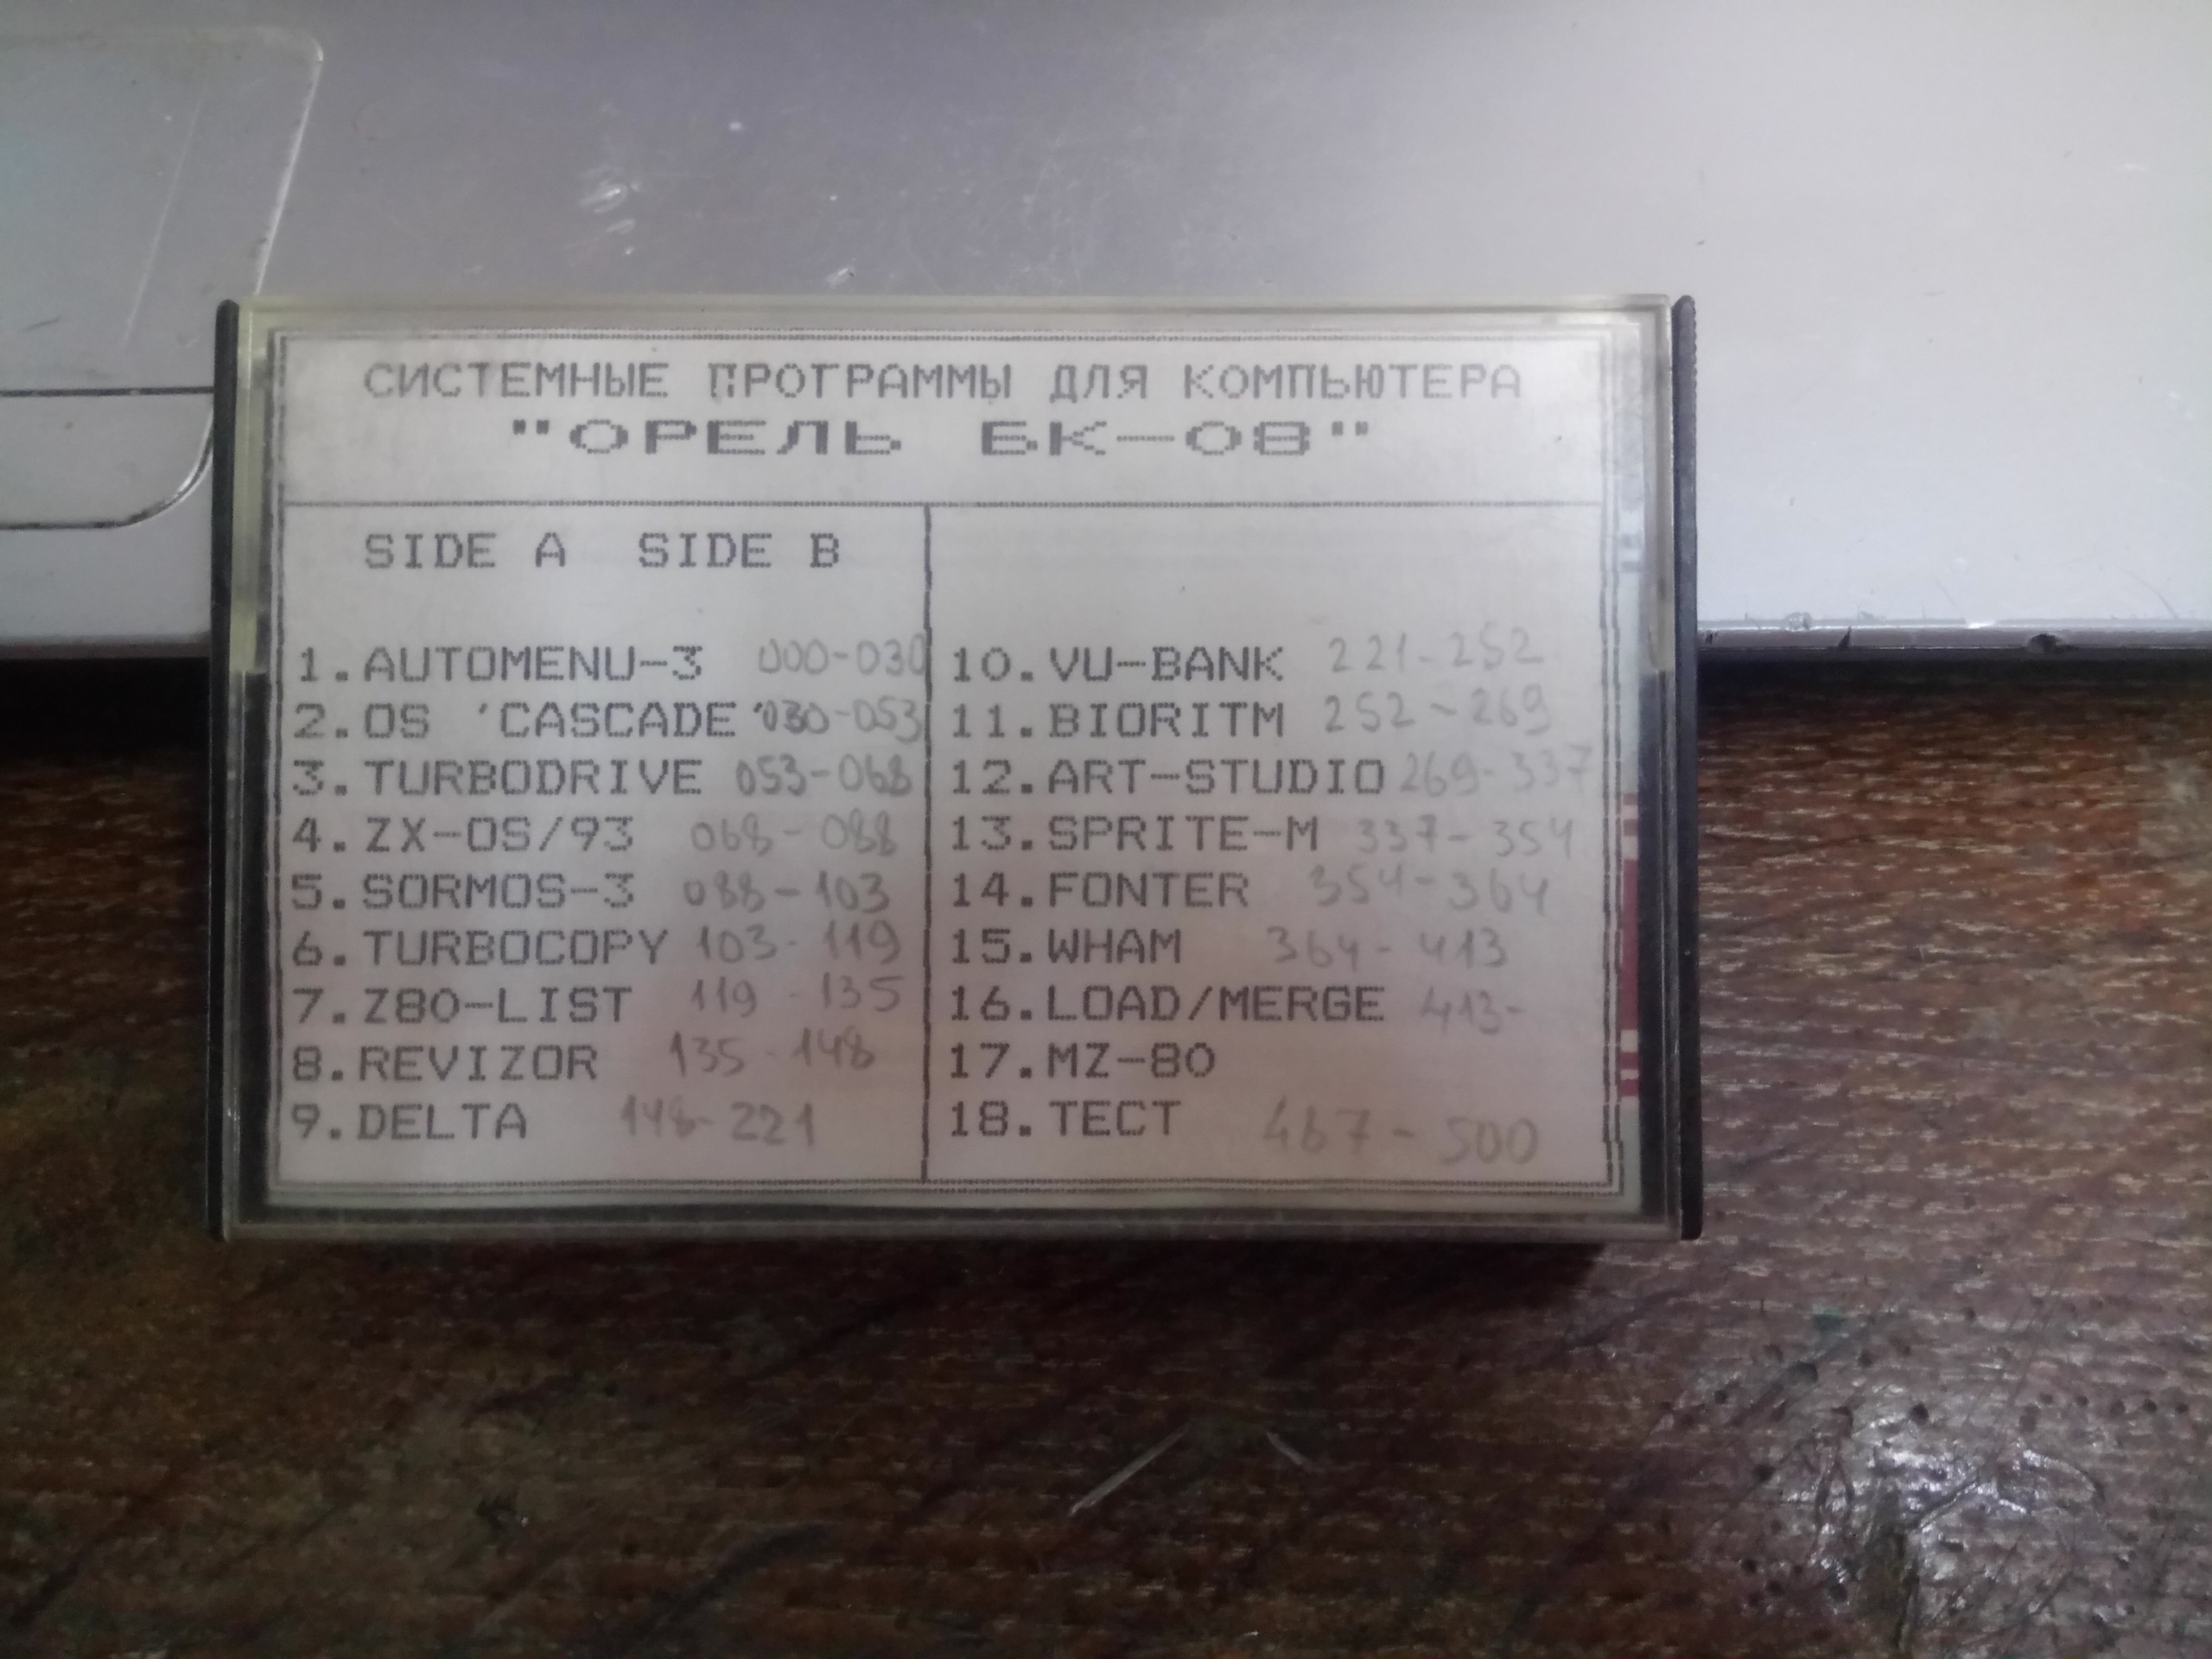 СИСТЕМНЫЕ ПРОГРАММЫ ДЛЯ КОМПЬЮТЕРА
"ОРЕЛЬ БК-08"
SIDE A SIDE B
1.AUTOMENU-3 000-030
2.OS 'CASCADE' 030-053
3.TURBODRIVE 053-068
4.ZX-OS/93 068-088
5.SORMOS-3 088-103
6.TURBOCOPY 103-119
7.Z80-LIST 119-135
8.REVIZOR 135-148
9.DELTA 148-221
10.VU-BANK 221-252
11.BIORITM 252-269
12.ART-STUDIO 269-337
13.SPRITE-M 337-354
14.FONTER 354-364
15.WHAM 364-413
16.LOAD/MERGE 413-
17.MZ-80
18.ТЕСТ 467-500